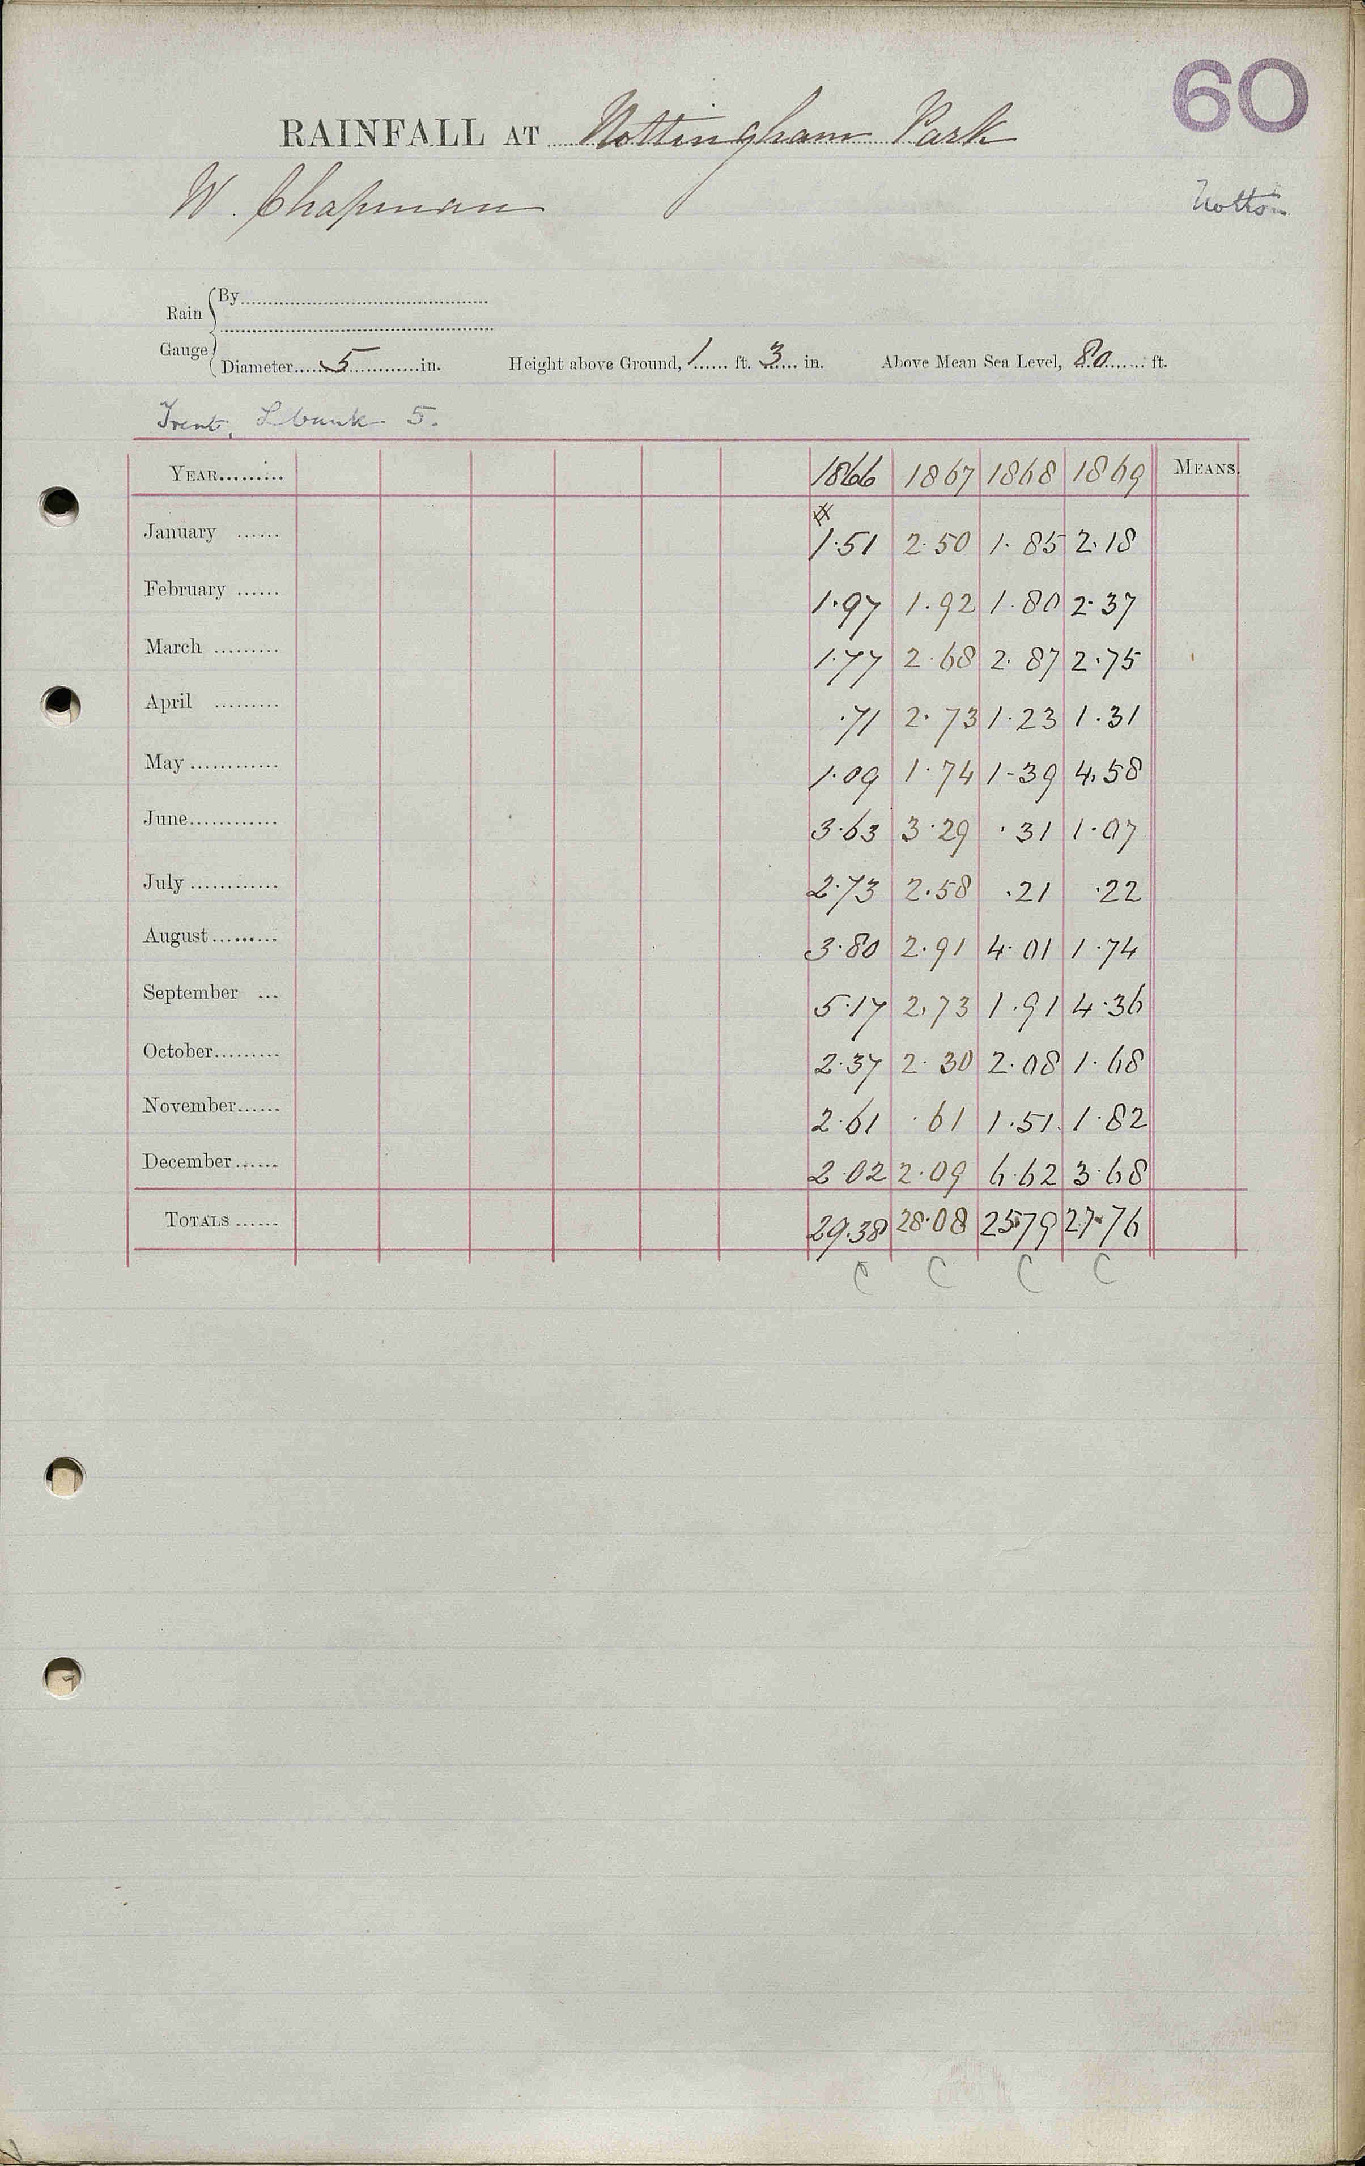 60
RAINFALL AT Nottingham Park
W. Chapman
Notts
Rain Gauge { By
Diameter 5 in. Height above Ground, 1 ft. 3 in. Above Mean Sea Level, 80 ft.
Trent, L bank 5.
YEAR 1866 1867 1868 1869 MEANS.
#
January 1.51 2.50 1.85 2.18
February 1.97 1.92 1.80 2.37
March 1.77 2.68 2.87 2.75
April .71 2.73 1.23 1.31
May 1.09 1.74 1.39 4.58
June 3.63 3.29 .31 1.07
July 2.73 2.58 .21 .22
August 3.80 2.91 4.01 1.74
September 5.17 2.73 1.91 4.36
October 2.37 2.30 2.08 1.68
November 2.61 .61 1.51 1.82
December 2.02 2.09 6.62 3.68
TOTALS 29.38 28.08 25.79 27.76
C C C C